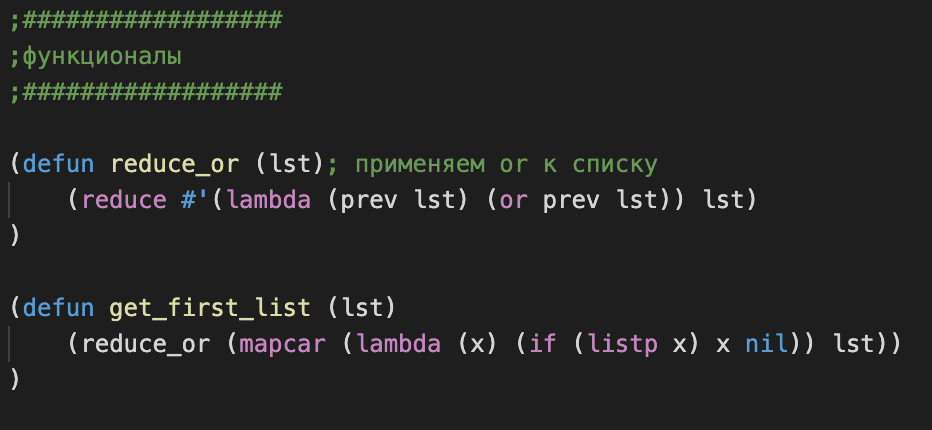 ;##################
;функционалы
;##################
(defun reduce_or (lst); применяем or к списку
(reduce #'(lambda (prev lst) (or prev lst)) lst)
)
(defun get_first_list (lst)
(reduce_or (mapcar (lambda (x) (if (listp x) x nil)) lst))
)